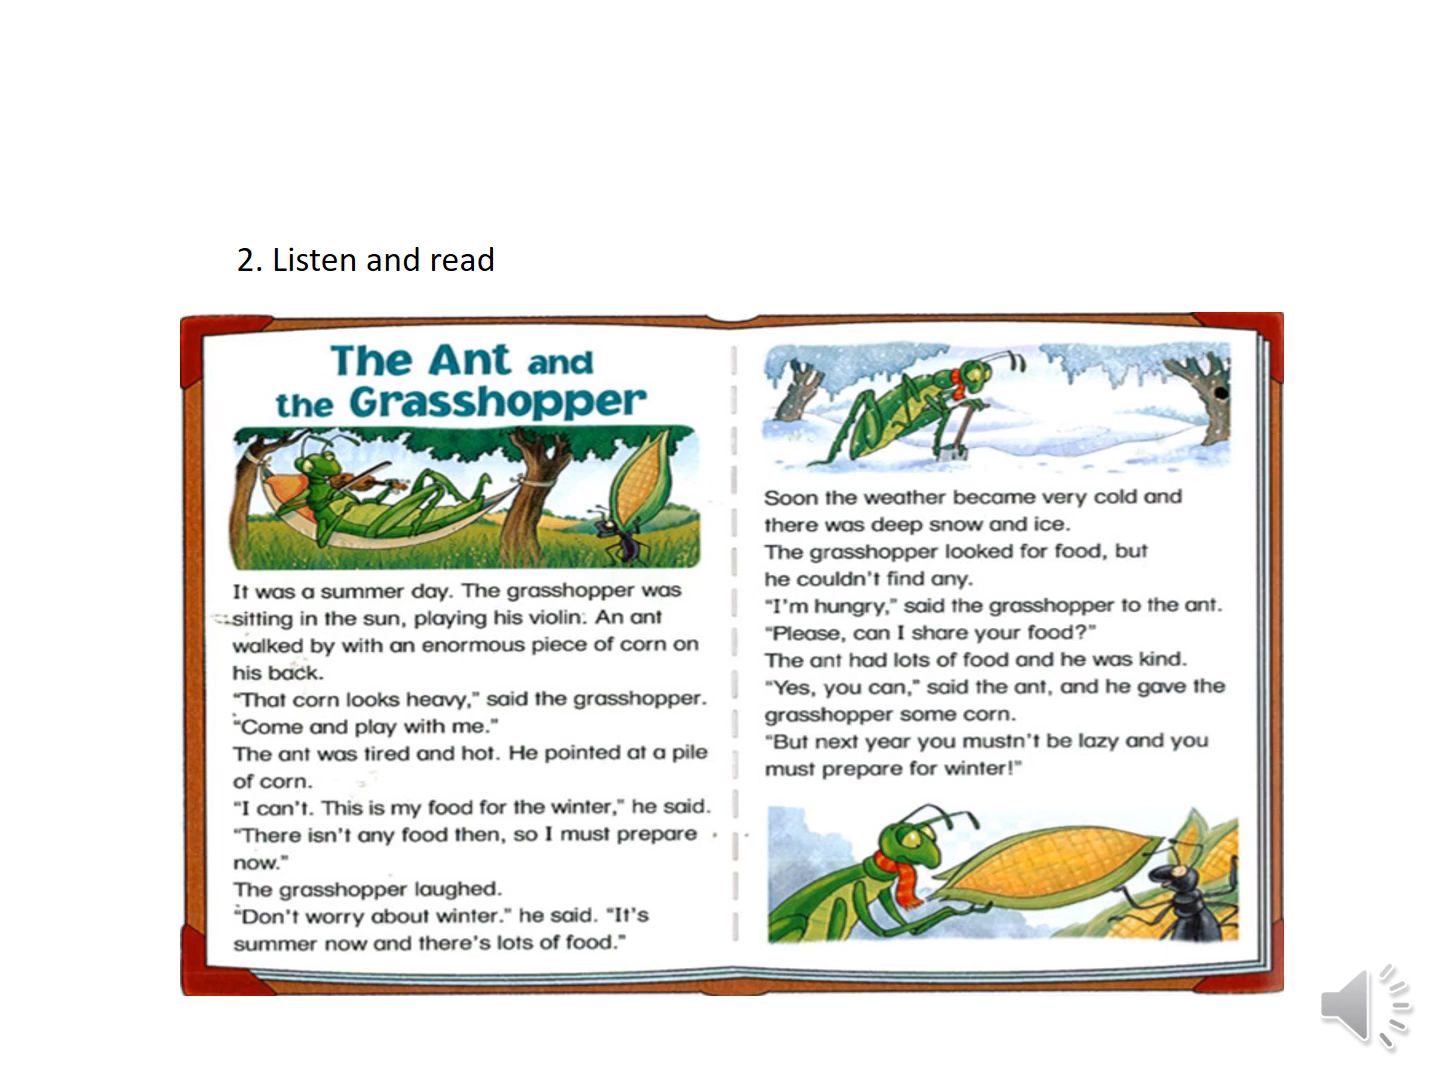 2. Listen and read
The Ant and
the Grasshopper
It was a summer day. The grasshopper was
sitting in the sun, playing his violin. An ant
walked by with an enormous piece of corn on
his back.
"That corn looks heavy," said the grasshopper.
"Come and play with me."
The ant was tired and hot. He pointed at a pile
of corn.
"I can't. This is my food for the winter," he said.
"There isn't any food then, so I must prepare
now."
The grasshopper laughed.
"Don't worry about winter." he said. "It's
summer now and there's lots of food."
Soon the weather became very cold and
there was deep snow and ice.
The grasshopper looked for food, but
he couldn't find any.
"I'm hungry," said the grasshopper to the ant.
"Please, can I share your food?"
The ant had lots of food and he was kind.
"Yes, you can," said the ant, and he gave the
grasshopper some corn.
"But next year you mustn't be lazy and you
must prepare for winter!"